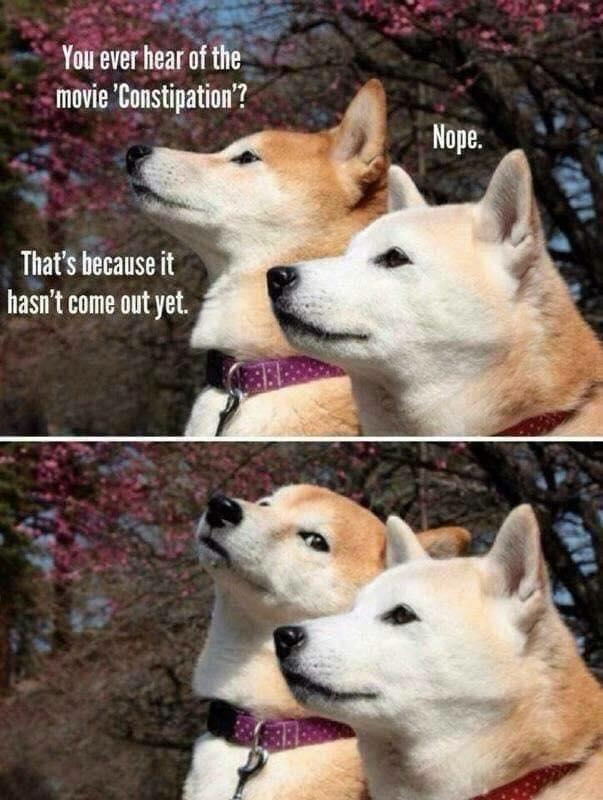 You ever hear of the
movie 'Constipation'?
Nope.
That's because it
hasn't come out yet.